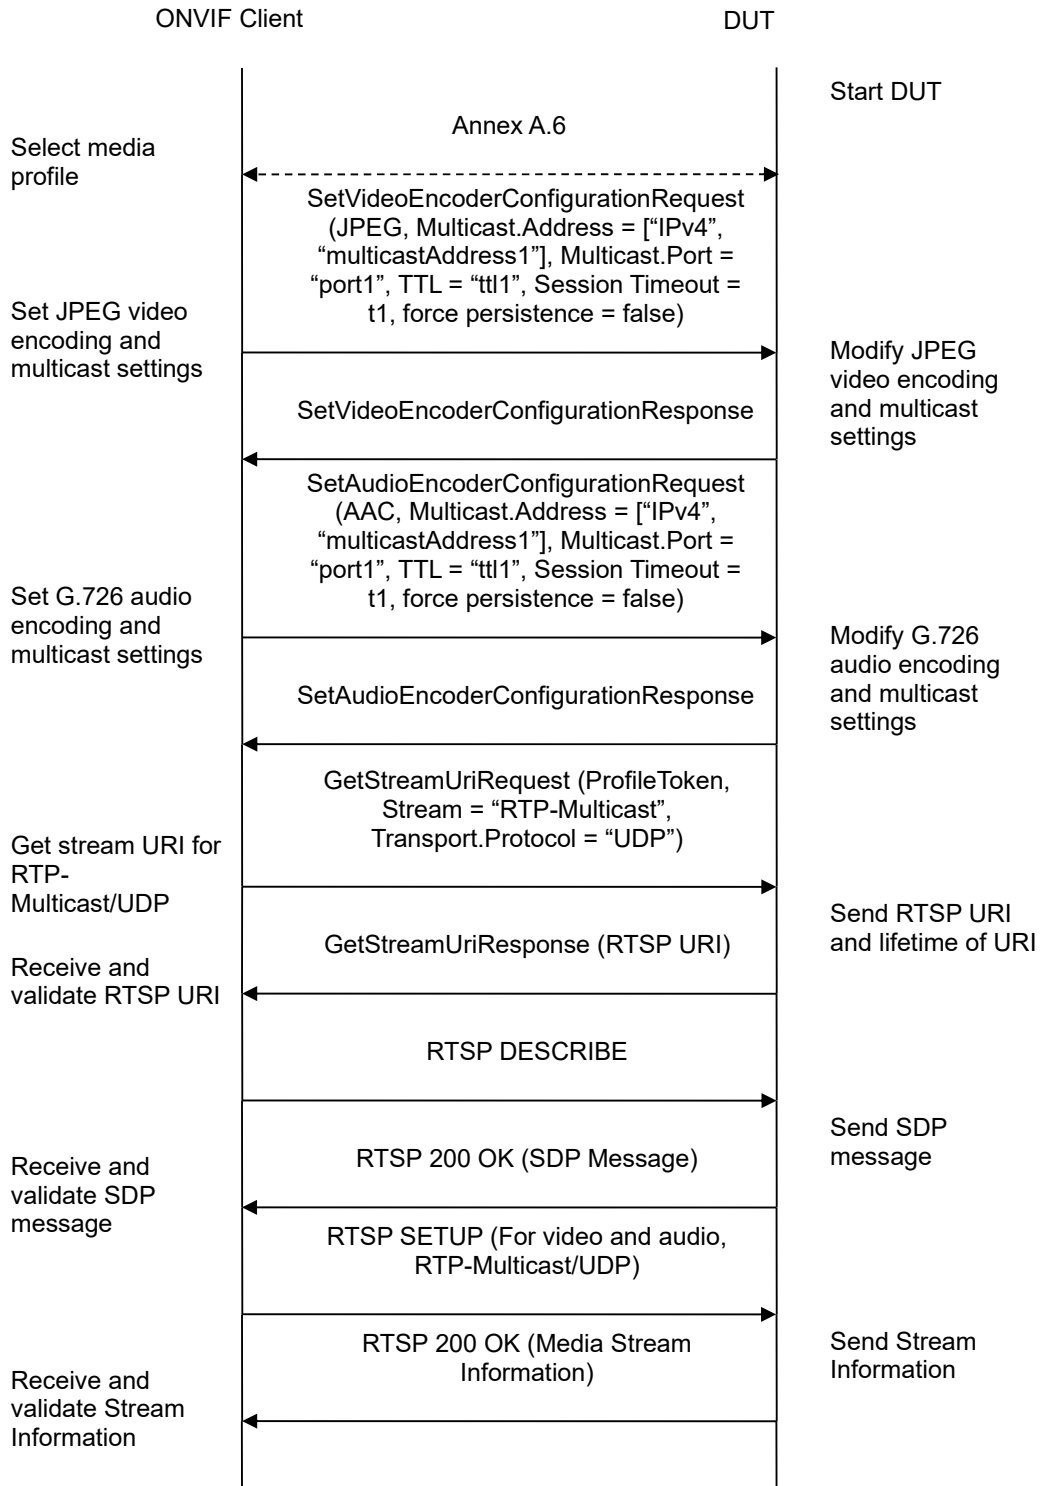 ONVIF Client
DUT
Start DUT
Annex A.6
Select media
profile
SetVideoEncoderConfigurationRequest
(JPEG, Multicast.Address = [“IPv4”,
“multicastAddress1”], Multicast.Port =
“port1”, TTL = “ttl1”, Session Timeout =
t1, force persistence = false)
Set JPEG video
encoding and
multicast settings
Modify JPEG
video encoding
and multicast
settings
SetVideoEncoderConfigurationResponse
SetAudioEncoderConfigurationRequest
(AAC, Multicast.Address = [“IPv4”,
“multicastAddress1”], Multicast.Port =
“port1”, TTL = “ttl1”, Session Timeout =
t1, force persistence = false)
Set G.726 audio
encoding and
multicast settings
Modify G.726
audio encoding
and multicast
settings
SetAudioEncoderConfigurationResponse
GetStreamUriRequest (ProfileToken,
Stream = “RTP-Multicast”,
Transport.Protocol = “UDP”)
Get stream URI for
RTP-
Multicast/UDP
Send RTSP URI
and lifetime of URI
GetStreamUriResponse (RTSP URI)
Receive and
validate RTSP URI
RTSP DESCRIBE
Send SDP
message
RTSP 200 OK (SDP Message)
Receive and
validate SDP
message
RTSP SETUP (For video and audio,
RTP-Multicast/UDP)
Send Stream
Information
RTSP 200 OK (Media Stream
Information)
Receive and
validate Stream
Information